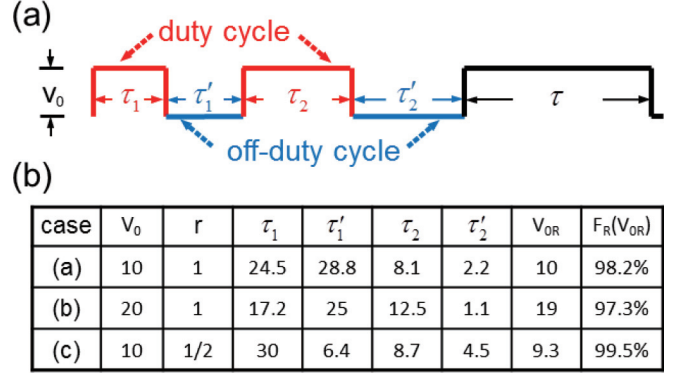 (a)
duty cycle
V₀ τ₁ τ₁′ τ₂ τ₂′ τ
off-duty cycle
(b)
case V₀ r τ₁ τ₁′ τ₂ τ₂′ V₀R F_R(V₀R)
(a) 10 1 24.5 28.8 8.1 2.2 10 98.2%
(b) 20 1 17.2 25 12.5 1.1 19 97.3%
(c) 10 1/2 30 6.4 8.7 4.5 9.3 99.5%